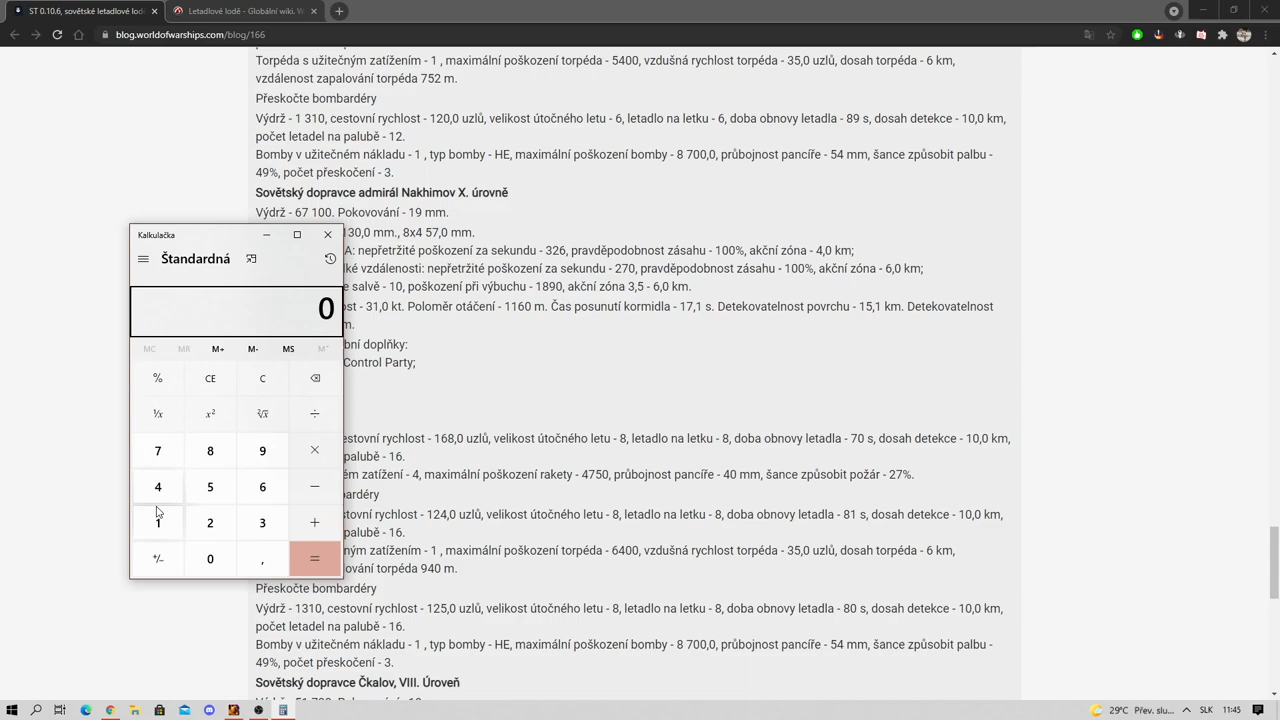 ST 0.10.6, sovětské letadlové lodě
Letadlové lodě - Globální wiki. W
blog.worldofwarships.com/blog/166
Torpéda s užitečným zatížením - 1 , maximální poškození torpéda - 5400, vzdušná rychlost torpéda - 35,0 uzlů, dosah torpéda - 6 km,
vzdálenost zapalování torpéda 752 m.
Přeskočte bombardéry
Výdrž - 1 310, cestovní rychlost - 120,0 uzlů, velikost útočného letu - 6, letadlo na letku - 6, doba obnovy letadla - 89 s, dosah detekce - 10,0 km,
počet letadel na palubě - 12.
Bomby v užitečném nákladu - 1 , typ bomby - HE, maximální poškození bomby - 8 700,0, průbojnost pancíře - 54 mm, šance způsobit palbu -
49%, počet přeskočení - 3.
Sovětský dopravce admirál Nakhimov X. úrovně
Výdrž - 67 100. Pokovování - 19 mm.
130,0 mm., 8x4 57,0 mm.
A: nepřetržité poškození za sekundu - 326, pravděpodobnost zásahu - 100%, akční zóna - 4,0 km;
lké vzdálenosti: nepřetržité poškození za sekundu - 270, pravděpodobnost zásahu - 100%, akční zóna - 6,0 km;
e salvě - 10, poškození při výbuchu - 1890, akční zóna 3,5 - 6,0 km.
ost - 31,0 kt. Poloměr otáčení - 1160 m. Čas posunutí kormidla - 17,1 s. Detekovatelnost povrchu - 15,1 km. Detekovatelnost
m.
bní doplňky:
Control Party;
estovní rychlost - 168,0 uzlů, velikost útočného letu - 8, letadlo na letku - 8, doba obnovy letadla - 70 s, dosah detekce - 10,0 km,
palubě - 16.
ém zatížení - 4, maximální poškození rakety - 4750, průbojnost pancíře - 40 mm, šance způsobit požár - 27%.
bardéry
estovní rychlost - 124,0 uzlů, velikost útočného letu - 8, letadlo na letku - 8, doba obnovy letadla - 81 s, dosah detekce - 10,0 km,
palubě - 16.
ným zatížením - 1 , maximální poškození torpéda - 6400, vzdušná rychlost torpéda - 35,0 uzlů, dosah torpéda - 6 km,
ování torpéda 940 m.
Přeskočte bombardéry
Výdrž - 1310, cestovní rychlost - 125,0 uzlů, velikost útočného letu - 8, letadlo na letku - 8, doba obnovy letadla - 80 s, dosah detekce - 10,0 km,
počet letadel na palubě - 16.
Bomby v užitečném nákladu - 1 , typ bomby - HE, maximální poškození bomby - 8 700,0, průbojnost pancíře - 54 mm, šance způsobit palbu -
49%, počet přeskočení - 3.
Sovětský dopravce Čkalov, VIII. Úroveň
Kalkulačka
Štandardná
0
MC MR M+ M- MS M˅
% CE C
¹⁄x x² ²√x ÷
7 8 9 ×
4 5 6 −
1 2 3 +
+/− 0 , =
29°C Přev. slu... SLK 11:45